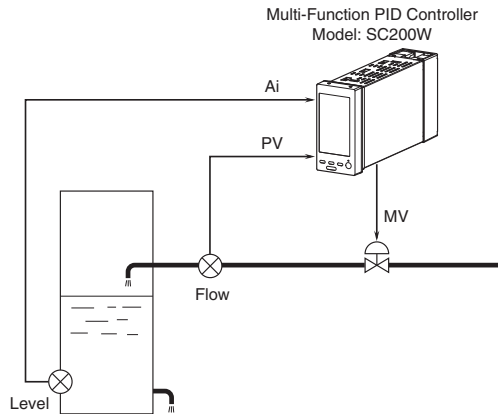 Multi-Function PID Controller
Model: SC200W
Ai
PV
MV
Flow
Level